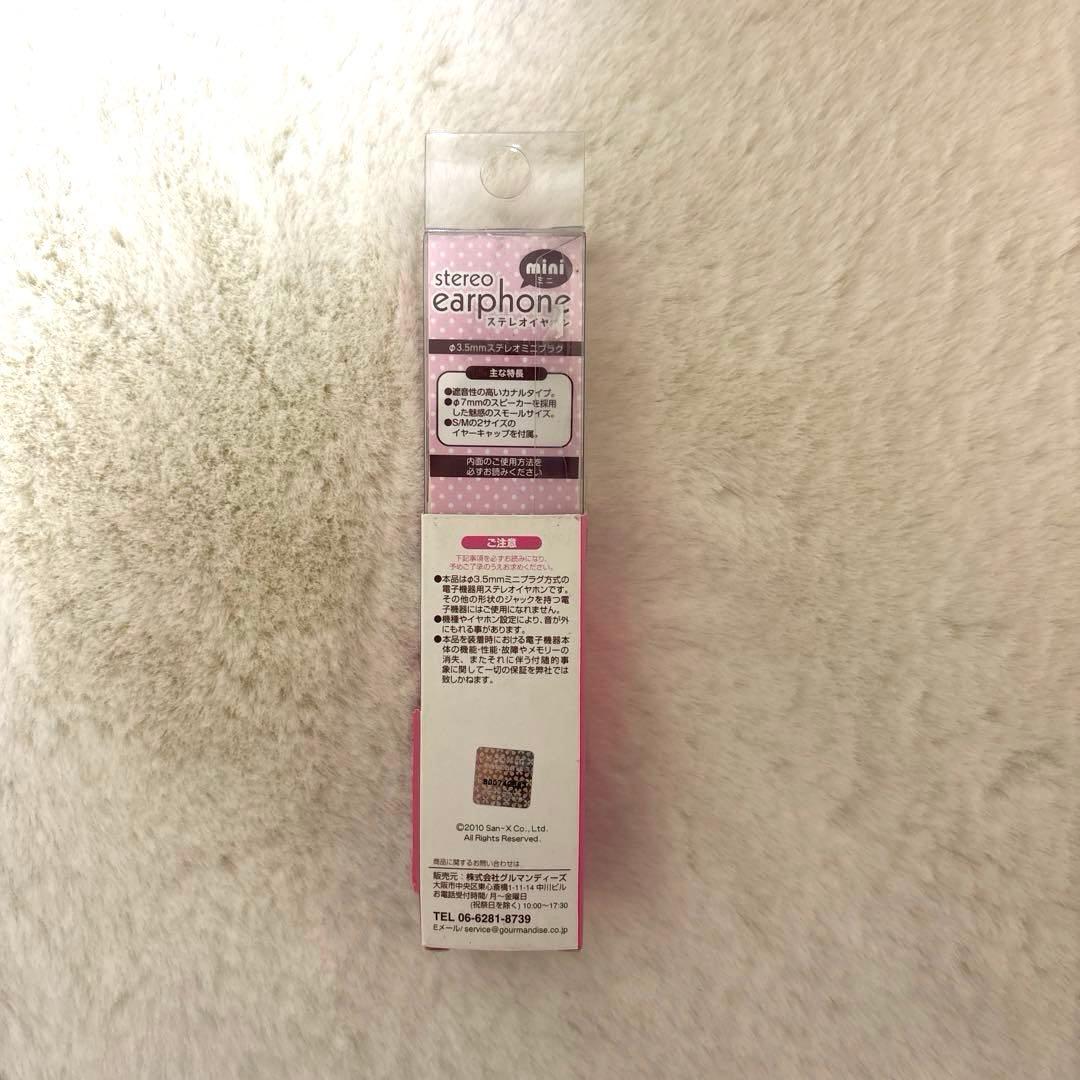 mini
ミニ
stereo
earphone
ステレオイヤホン
φ3.5mmステレオミニプラグ
主な特長
●遮音性の高いカナルタイプ。
●φ7mmのスピーカーを採用
した魅惑のスモールサイズ。
●S/Mの2サイズの
イヤーキャップを付属。
内面のご使用方法を
必ずお読みください
ご注意
下記事項を必ずお読みになり、
予めご了承のうえお求めください。
●本品はφ3.5mmミニプラグ方式の
電子機器用ステレオイヤホンです。
その他の形状のジャックを持つ電
子機器にはご使用になれません。
●機種やイヤホン設定により、音が外
にもれる事があります。
●本品を装着時における電子機器本
体の機能・性能・故障やメモリーの
消失、またそれに伴う付随的事
象に関して一切の保証を弊社では
致しかねます。
©2010 San-X Co., Ltd.
All Rights Reserved.
商品に関するお問い合わせは
販売元：株式会社グルマンディーズ
大阪市中央区東心斎橋1-11-14 中川ビル
お電話受付時間/ 月〜金曜日
(祝祭日を除く) 10:00〜17:30
TEL 06-6281-8739
Eメール/ service@gourmandise.co.jp